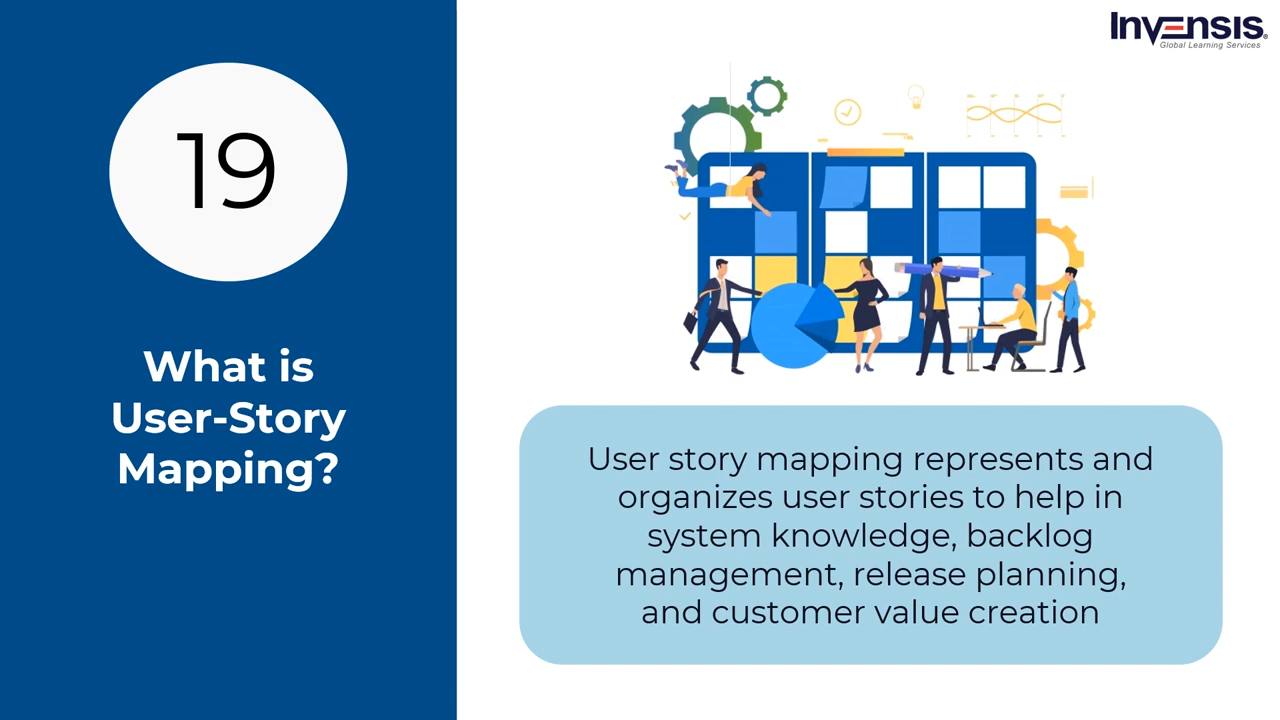 Invensis
Global Learning Services
19
What is
User-Story
Mapping?
User story mapping represents and
organizes user stories to help in
system knowledge, backlog
management, release planning,
and customer value creation